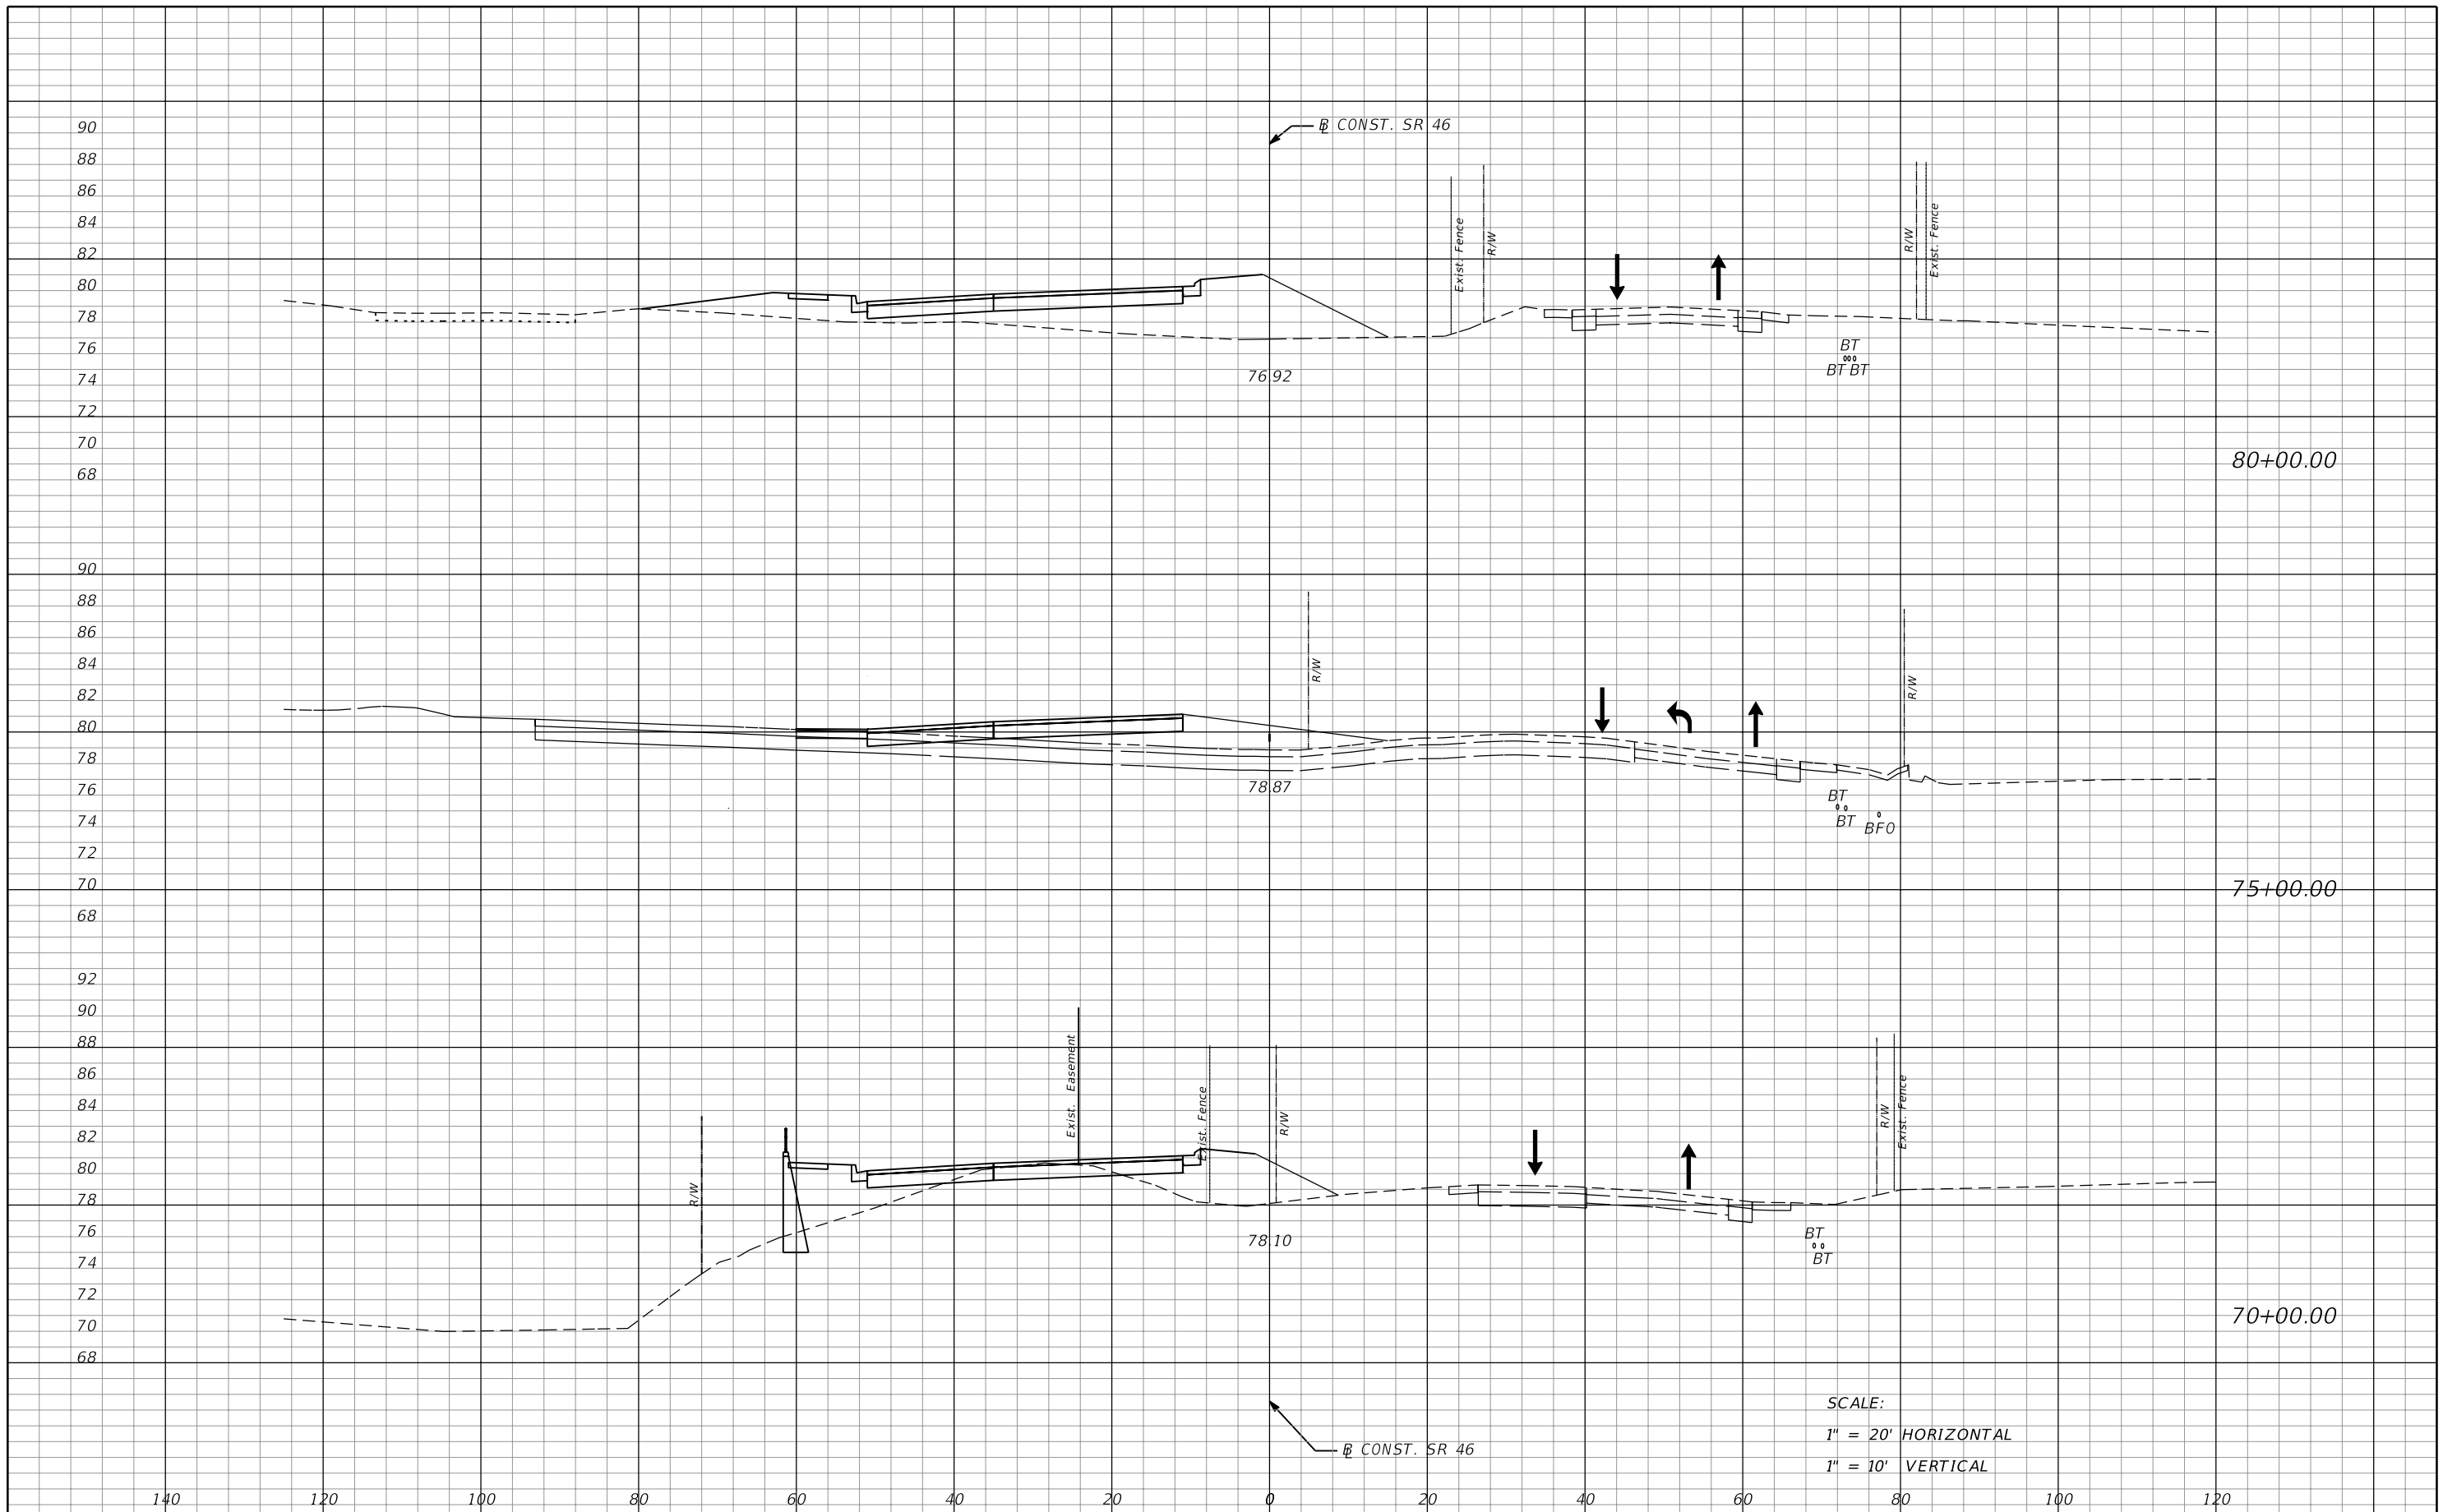 90
℄ CONST. SR 46
88
86
84
82
80
78
76
74
72
70
68
Exist. Fence
R/W
R/W
Exist. Fence
BT
BT BT
76.92
80+00.00
90
88
86
84
82
80
78
76
74
72
70
68
R/W
R/W
78.87
BT
BT
BFO
75+00.00
92
90
88
86
84
82
80
78
76
74
72
70
68
R/W
Exist. Easement
Exist. Fence
R/W
R/W
Exist. Fence
78.10
BT
BT
70+00.00
SCALE:
1" = 20' HORIZONTAL
1" = 10' VERTICAL
℄ CONST. SR 46
140 120 100 80 60 40 20 0 20 40 60 80 100 120